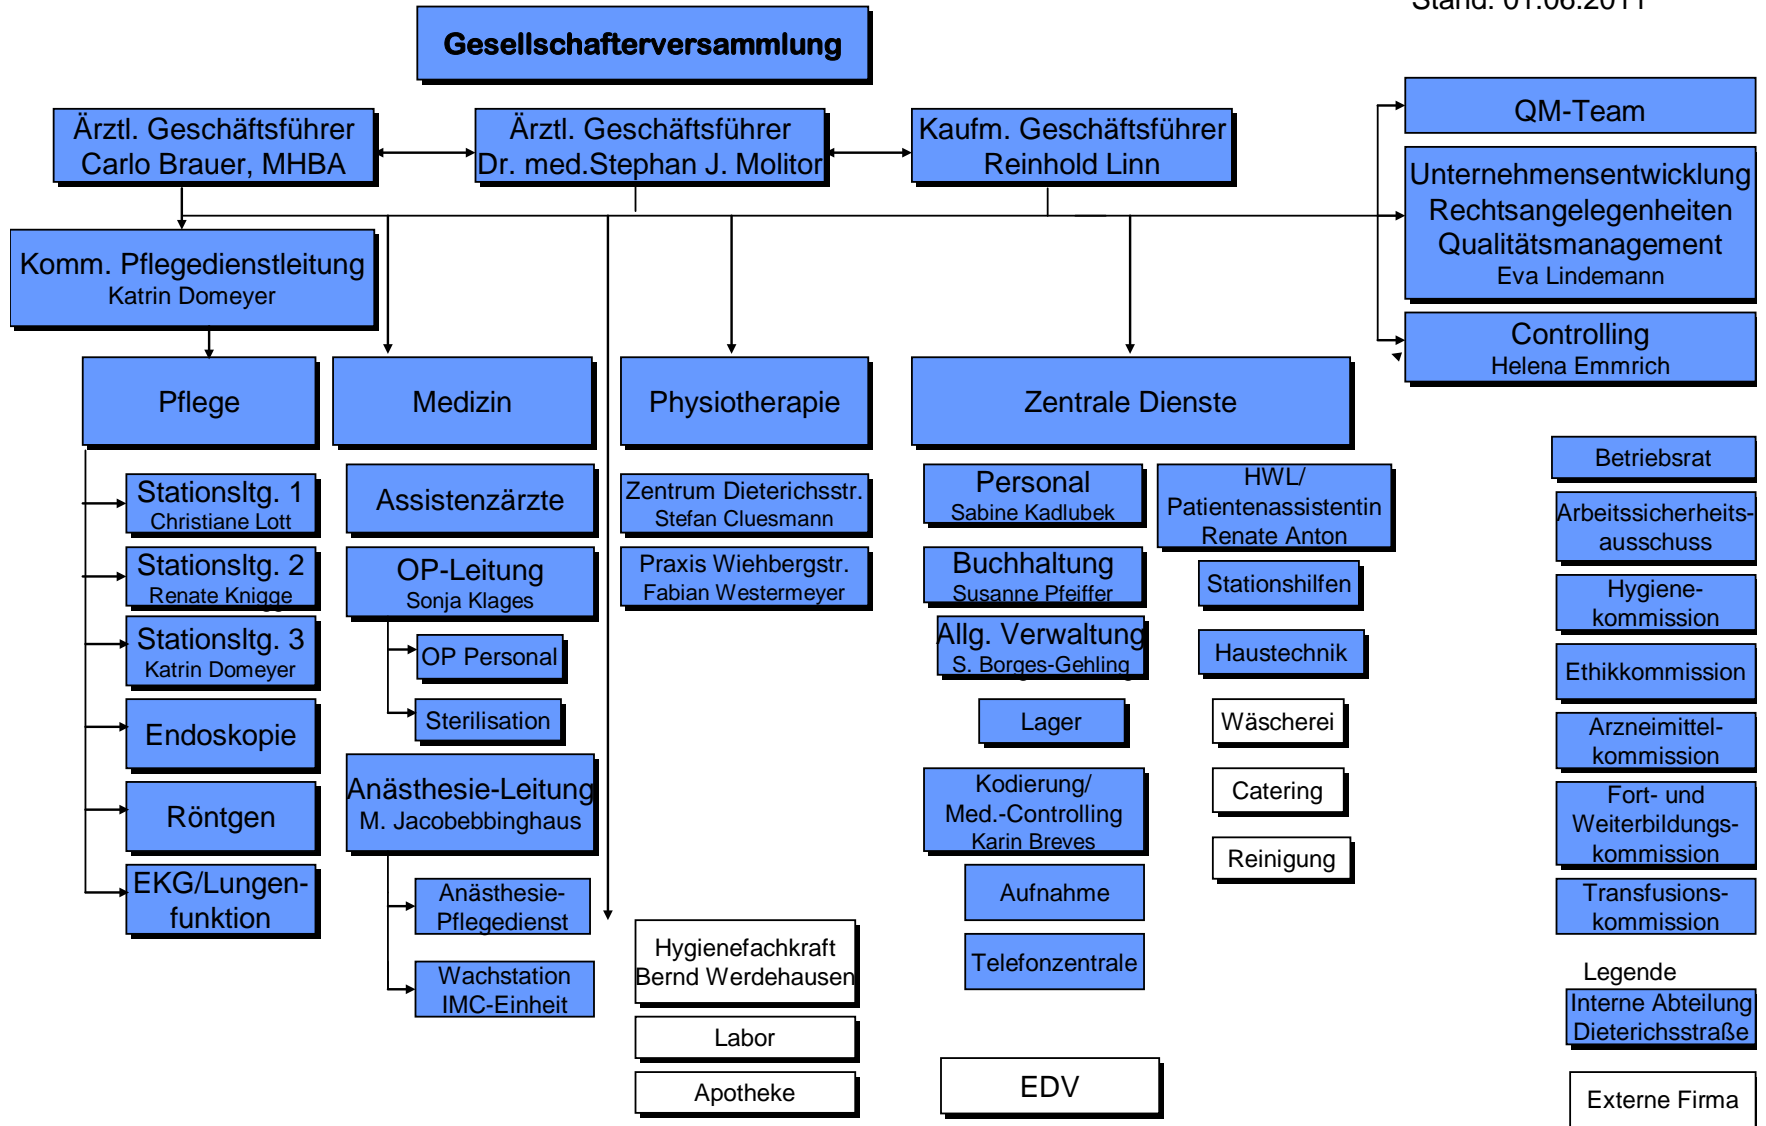 Stand: 01.06.2011
Gesellschafterversammlung
Ärztl. Geschäftsführer
Carlo Brauer, MHBA
Ärztl. Geschäftsführer
Dr. med.Stephan J. Molitor
Kaufm. Geschäftsführer
Reinhold Linn
QM-Team
Unternehmensentwicklung
Rechtsangelegenheiten
Qualitätsmanagement
Eva Lindemann
Controlling
Helena Emmrich
Komm. Pflegedienstleitung
Katrin Domeyer
Pflege
Stationsltg. 1
Christiane Lott
Stationsltg. 2
Renate Knigge
Stationsltg. 3
Katrin Domeyer
Endoskopie
Röntgen
EKG/Lungen-
funktion
Medizin
Assistenzärzte
OP-Leitung
Sonja Klages
OP Personal
Sterilisation
Anästhesie-Leitung
M. Jacobebbinghaus
Anästhesie-
Pflegedienst
Wachstation
IMC-Einheit
Physiotherapie
Zentrum Dieterichsstr.
Stefan Cluesmann
Praxis Wiehbergstr.
Fabian Westermeyer
Hygienefachkraft
Bernd Werdehausen
Labor
Apotheke
Zentrale Dienste
Personal
Sabine Kadlubek
Buchhaltung
Susanne Pfeiffer
Allg. Verwaltung
S. Borges-Gehling
Lager
Kodierung/
Med.-Controlling
Karin Breves
Aufnahme
Telefonzentrale
EDV
HWL/
Patientenassistentin
Renate Anton
Stationshilfen
Haustechnik
Wäscherei
Catering
Reinigung
Betriebsrat
Arbeitssicherheits-
ausschuss
Hygiene-
kommission
Ethikkommission
Arzneimittel-
kommission
Fort- und
Weiterbildungs-
kommission
Transfusions-
kommission
Legende
Interne Abteilung
Dieterichsstraße
Externe Firma